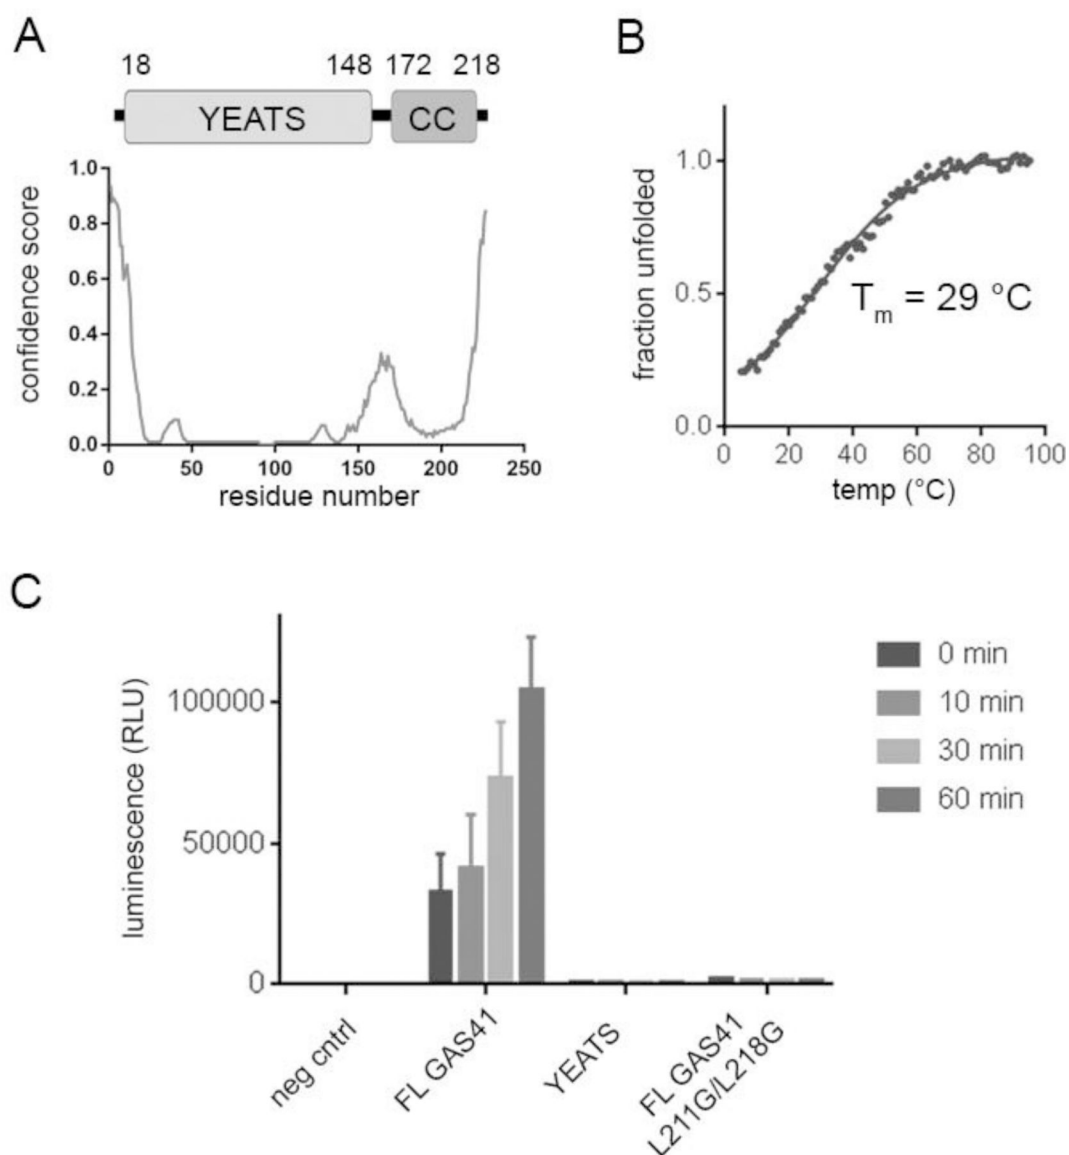 A
18 148 172 218
YEATS CC
confidence score
1.0
0.8
0.6
0.4
0.2
0.0
0 50 100 150 200 250
residue number
B
fraction unfolded
1.0
0.5
0.0
T_m = 29 °C
0 20 40 60 80 100
temp (°C)
C
luminescence (RLU)
100000
50000
0
neg cntrl
FL GAS41
YEATS
FL GAS41
L211G/L218G
0 min
10 min
30 min
60 min